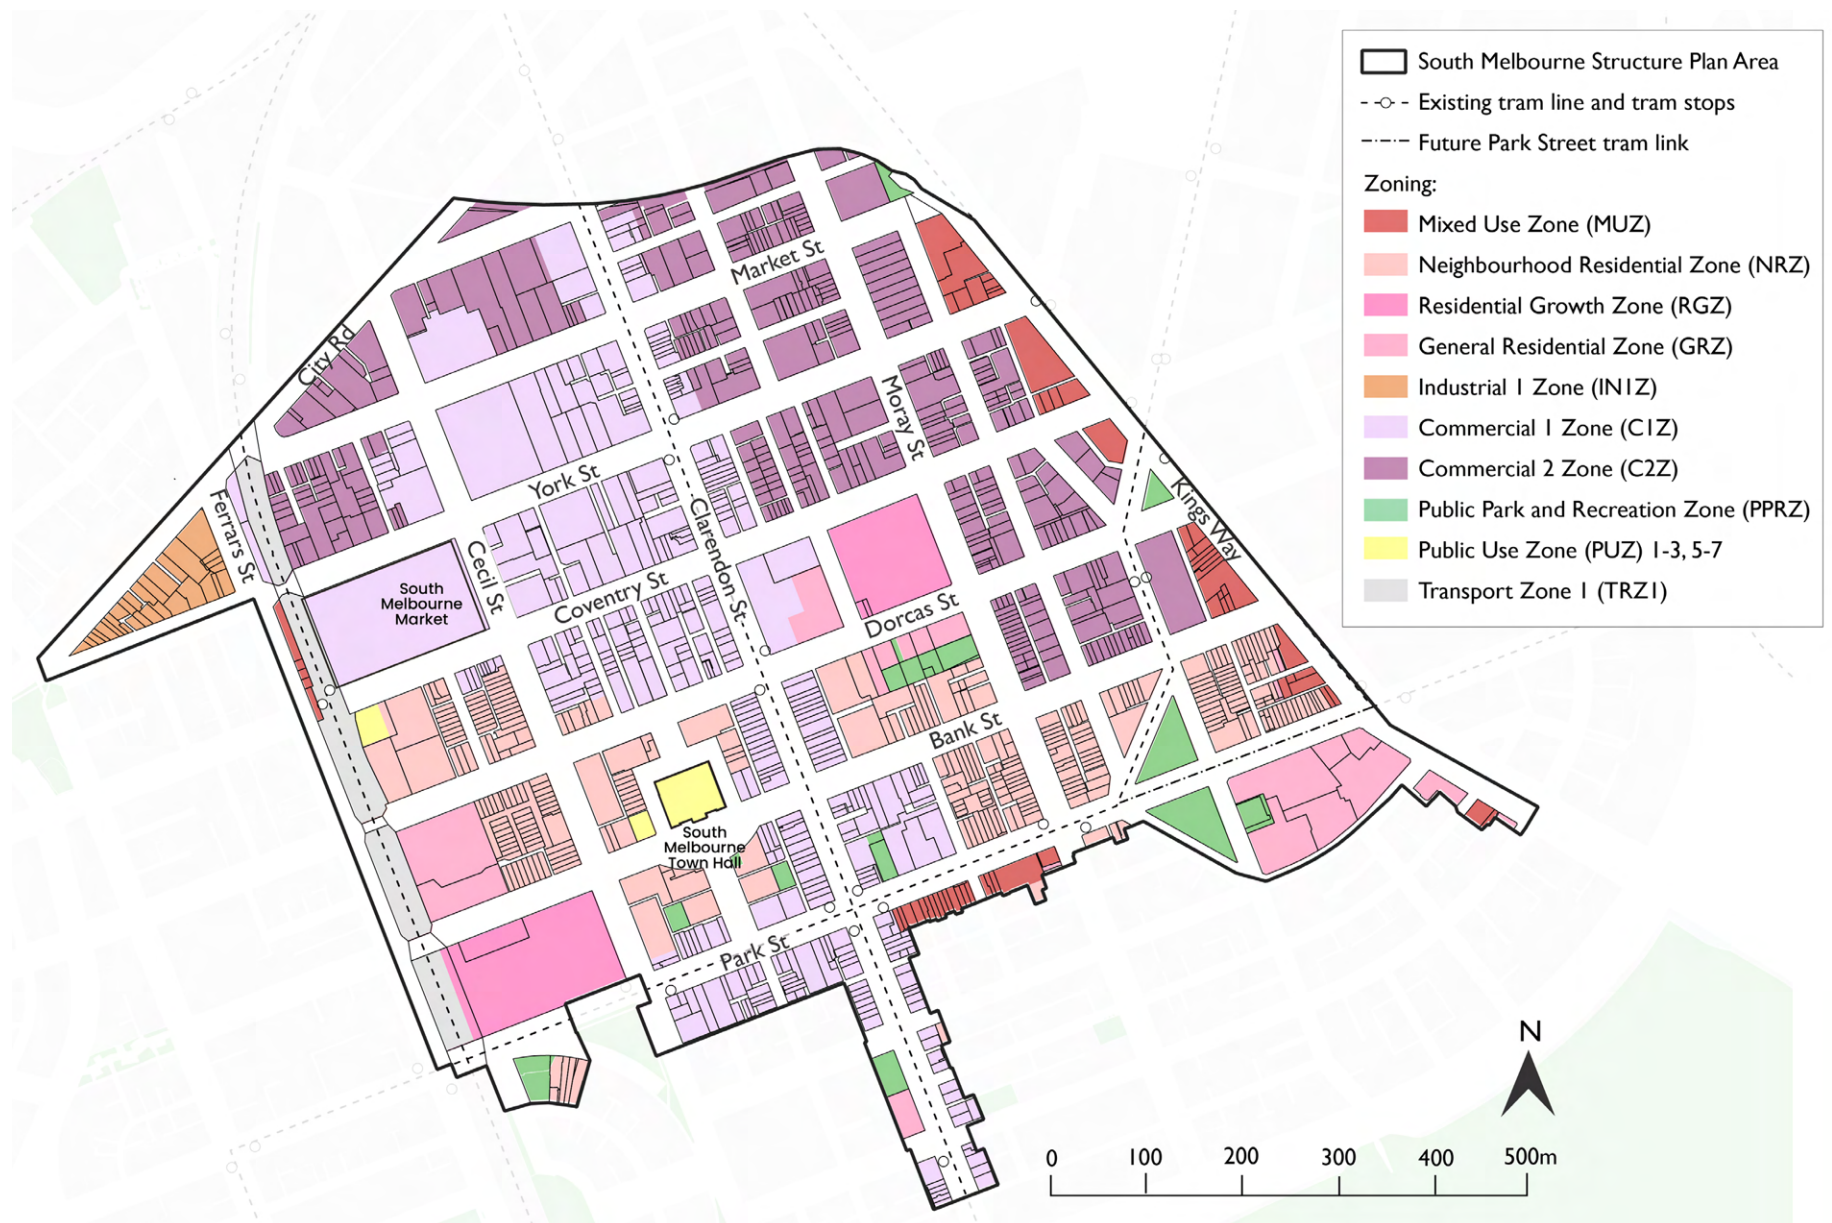 South Melbourne Structure Plan Area
Existing tram line and tram stops
Future Park Street tram link
Zoning:
Mixed Use Zone (MUZ)
Neighbourhood Residential Zone (NRZ)
Residential Growth Zone (RGZ)
General Residential Zone (GRZ)
Industrial 1 Zone (IN1Z)
Commercial 1 Zone (C1Z)
Commercial 2 Zone (C2Z)
Public Park and Recreation Zone (PPRZ)
Public Use Zone (PUZ) 1-3, 5-7
Transport Zone 1 (TRZ1)
Market St
City Rd
Moray St
York St
Clarendon St
Kings Way
Ferrars St
Cecil St
Coventry St
South
Melbourne
Market
Dorcas St
Bank St
South
Melbourne
Town Hall
Park St
N
0 100 200 300 400 500m